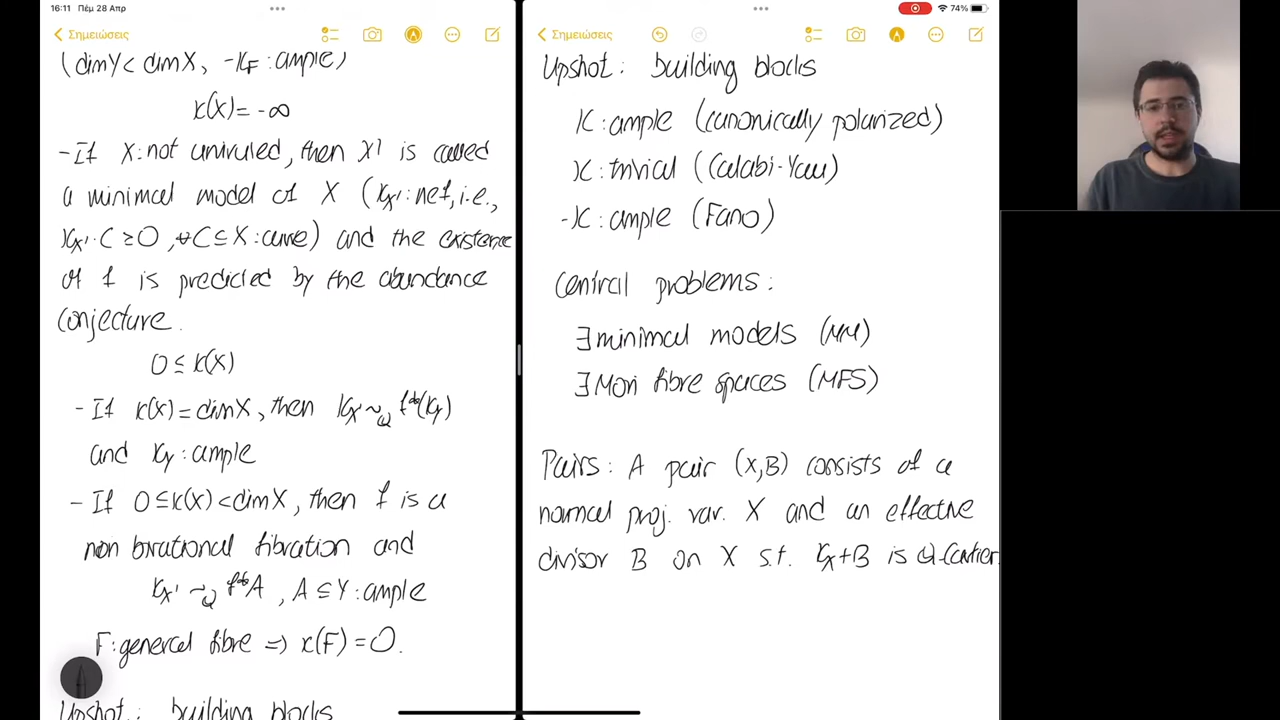 16:11 Πέμ 28 Απρ
74%
Σημειώσεις
(dimY < dimX, -K_F : ample)
κ(X) = -∞
- If X: not uniruled, then X' is called
a minimal model of X (K_X' : nef, i.e.,
K_X' · C ≥ 0, ∀C ⊆ X : curve) and the existence
of f is predicted by the abundance
conjecture.
0 ≤ κ(X)
- If κ(X) = dimX, then K_X' ~_Q f*(K_Y)
and K_Y : ample
- If 0 ≤ κ(X) < dimX, then f is a
non birational fibration and
K_X' ~_Q f*A , A ⊆ Y : ample
F: general fibre ⇒ κ(F) = 0.
Upshot: building blocks
Σημειώσεις
Upshot: building blocks
K : ample (canonically polarized)
K : trivial (Calabi-Yau)
-K : ample (Fano)
Central problems:
∃ minimal models (MM)
∃ Mori fibre spaces (MFS)
Pairs: A pair (X,B) consists of a
normal proj. var. X and an effective
divisor B on X s.t. K_X+B is Q-Cartier.